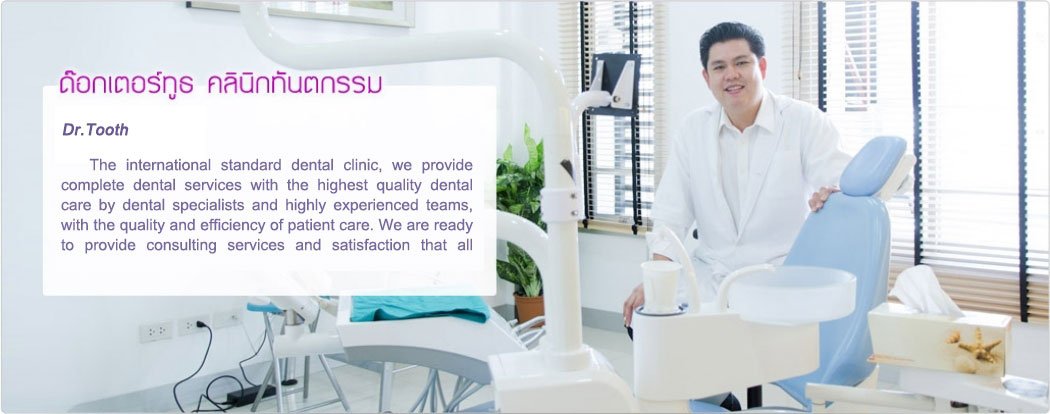 ด๊อกเตอร์ทูธ คลินิกทันตกรรม
Dr.Tooth
The international standard dental clinic, we provide
complete dental services with the highest quality dental
care by dental specialists and highly experienced teams,
with the quality and efficiency of patient care. We are ready
to provide consulting services and satisfaction that all